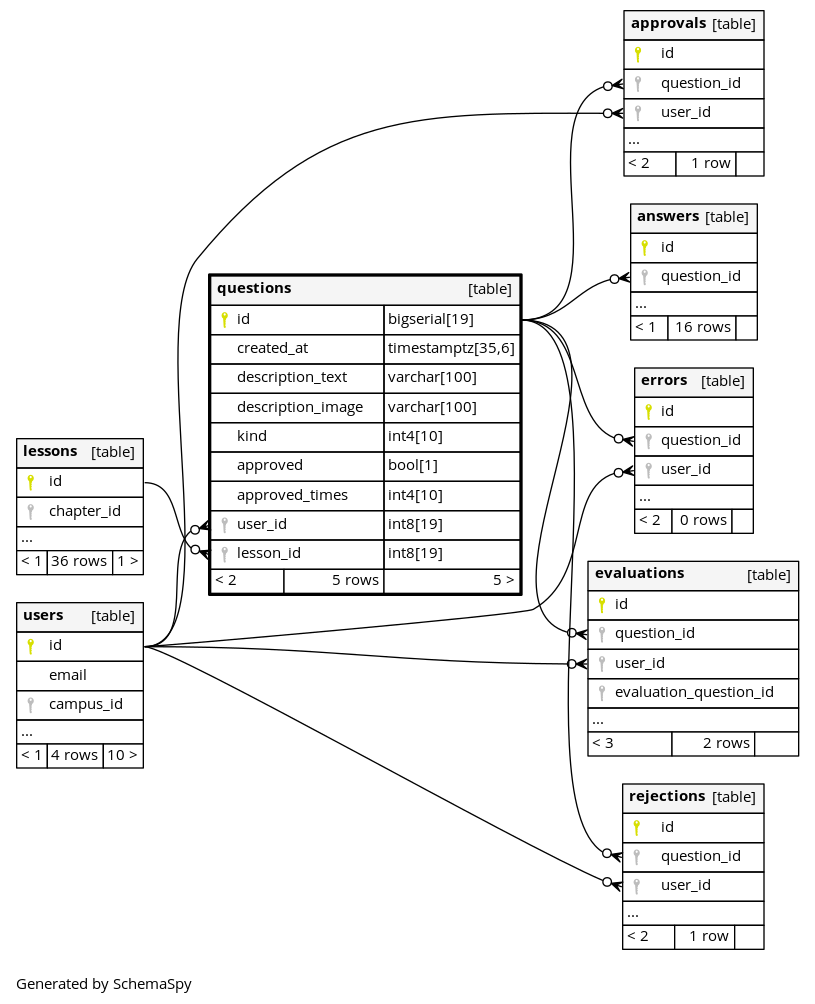 approvals [table]
id
question_id
user_id
...
< 2 1 row
answers [table]
id
question_id
...
< 1 16 rows
questions [table]
id bigserial[19]
created_at timestamptz[35,6]
description_text varchar[100]
description_image varchar[100]
kind int4[10]
approved bool[1]
approved_times int4[10]
user_id int8[19]
lesson_id int8[19]
< 2 5 rows 5 >
errors [table]
id
question_id
user_id
...
< 2 0 rows
lessons [table]
id
chapter_id
...
< 1 36 rows 1 >
evaluations [table]
id
question_id
user_id
evaluation_question_id
...
< 3 2 rows
users [table]
id
email
campus_id
...
< 1 4 rows 10 >
rejections [table]
id
question_id
user_id
...
< 2 1 row
Generated by SchemaSpy